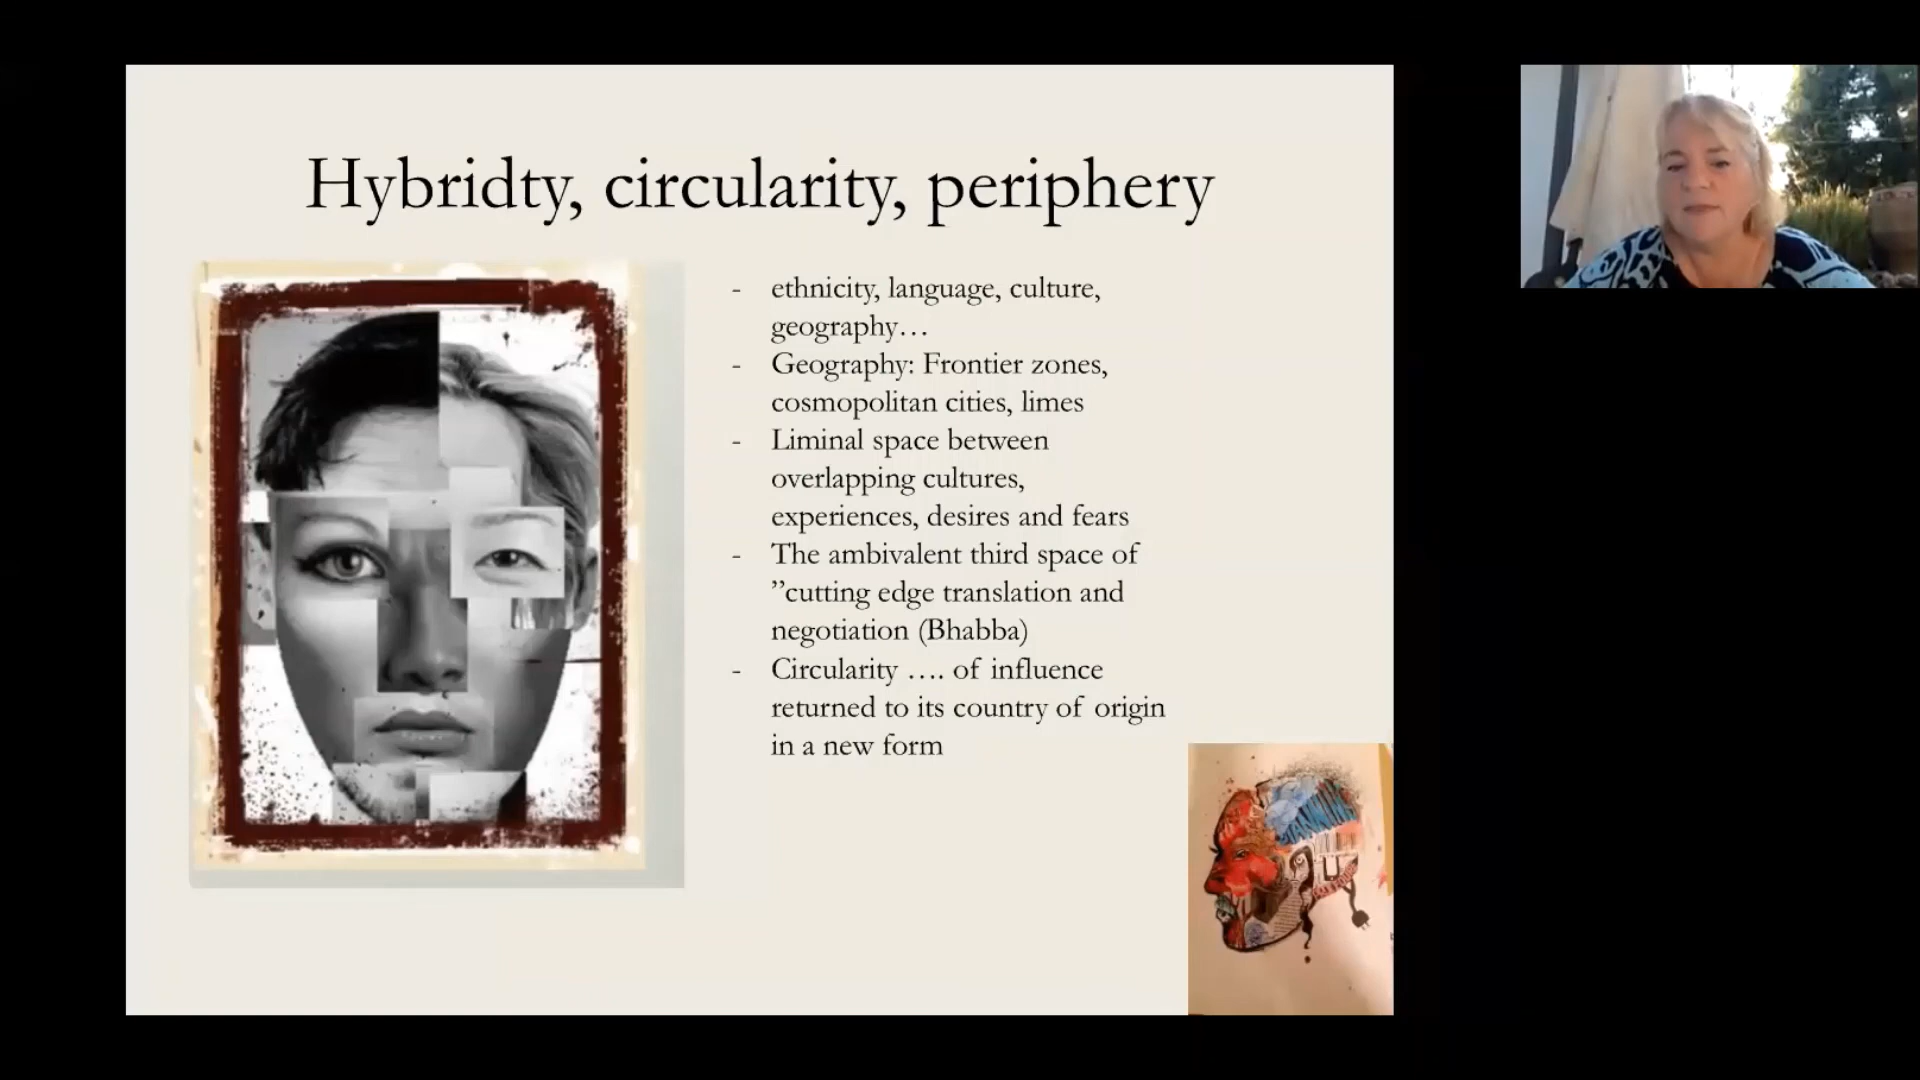 Hybridty, circularity, periphery
- ethnicity, language, culture,
geography…
- Geography: Frontier zones,
cosmopolitan cities, limes
- Liminal space between
overlapping cultures,
experiences, desires and fears
- The ambivalent third space of
”cutting edge translation and
negotiation (Bhabba)
- Circularity …. of influence
returned to its country of origin
in a new form